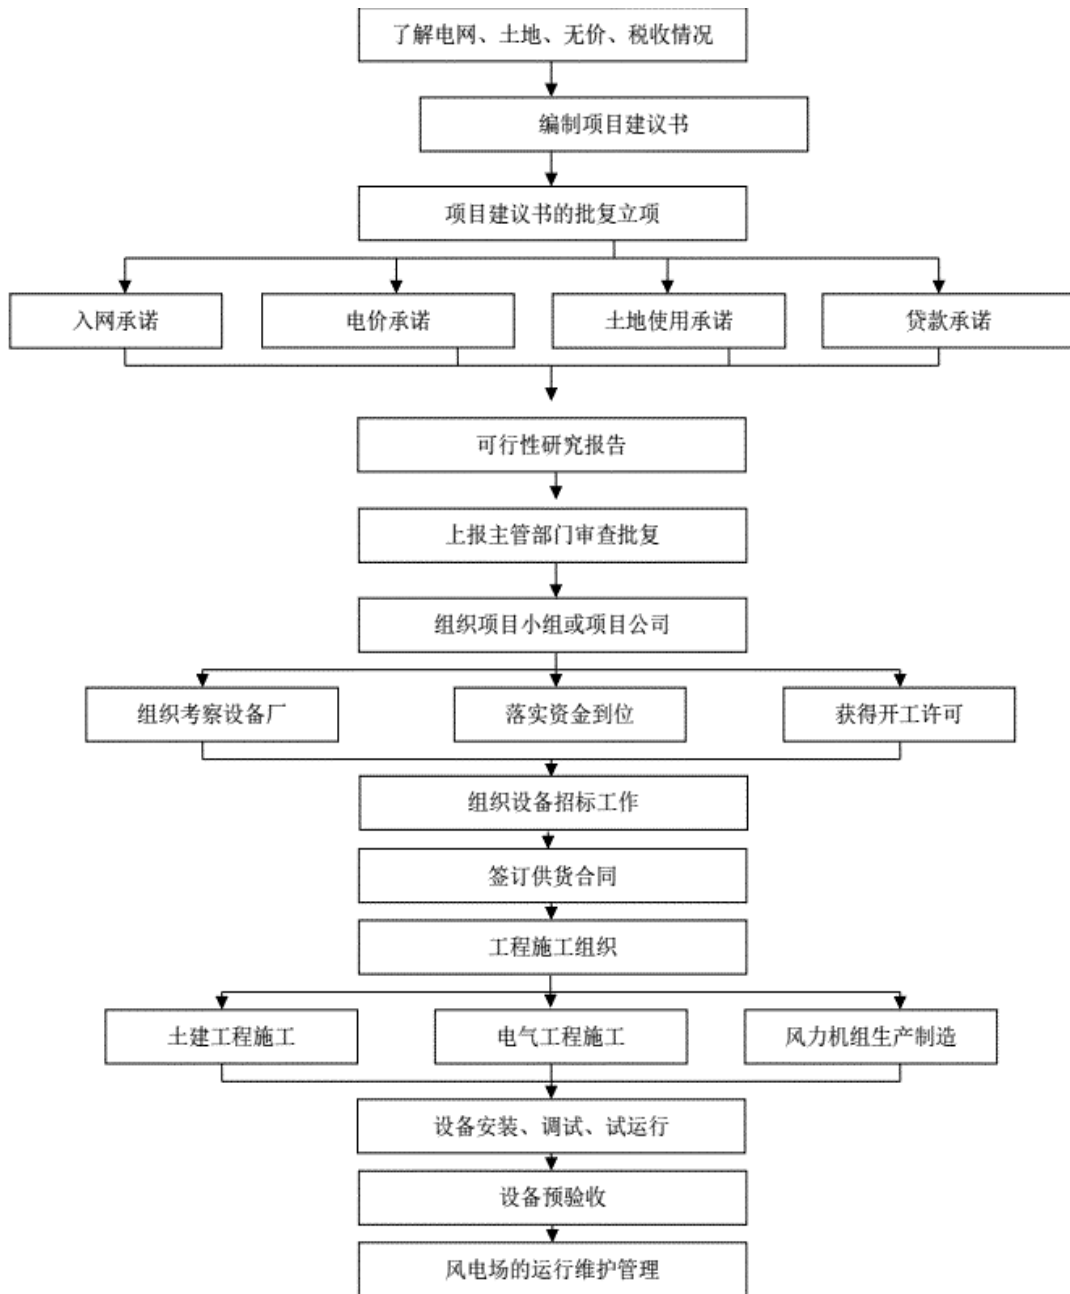 了解电网、土地、无价、税收情况
编制项目建议书
项目建议书的批复立项
入网承诺
电价承诺
土地使用承诺
贷款承诺
可行性研究报告
上报主管部门审查批复
组织项目小组或项目公司
组织考察设备厂
落实资金到位
获得开工许可
组织设备招标工作
签订供货合同
工程施工组织
土建工程施工
电气工程施工
风力机组生产制造
设备安装、调试、试运行
设备预验收
风电场的运行维护管理